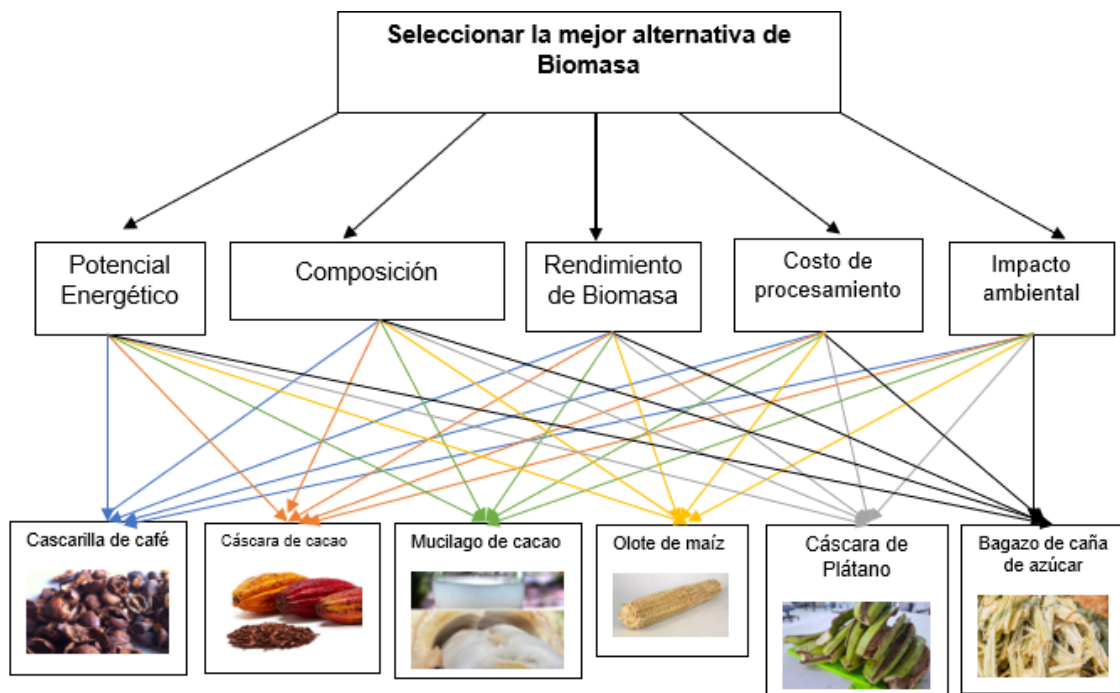 Seleccionar la mejor alternativa de
Biomasa
Potencial
Energético
Composición
Rendimiento
de Biomasa
Costo de
procesamiento
Impacto
ambiental
Cascarilla de café
Cáscara de cacao
Mucilago de cacao
Olote de maíz
Cáscara de
Plátano
Bagazo de caña
de azúcar